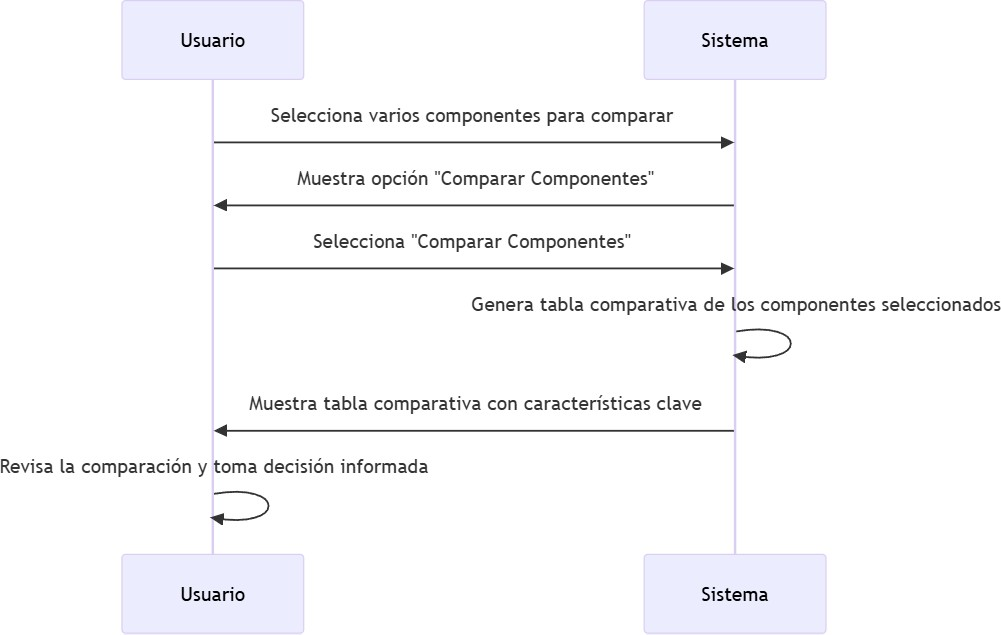 Usuario
Sistema
Selecciona varios componentes para comparar
Muestra opción "Comparar Componentes"
Selecciona "Comparar Componentes"
Genera tabla comparativa de los componentes seleccionados
Muestra tabla comparativa con características clave
Revisa la comparación y toma decisión informada
Usuario
Sistema